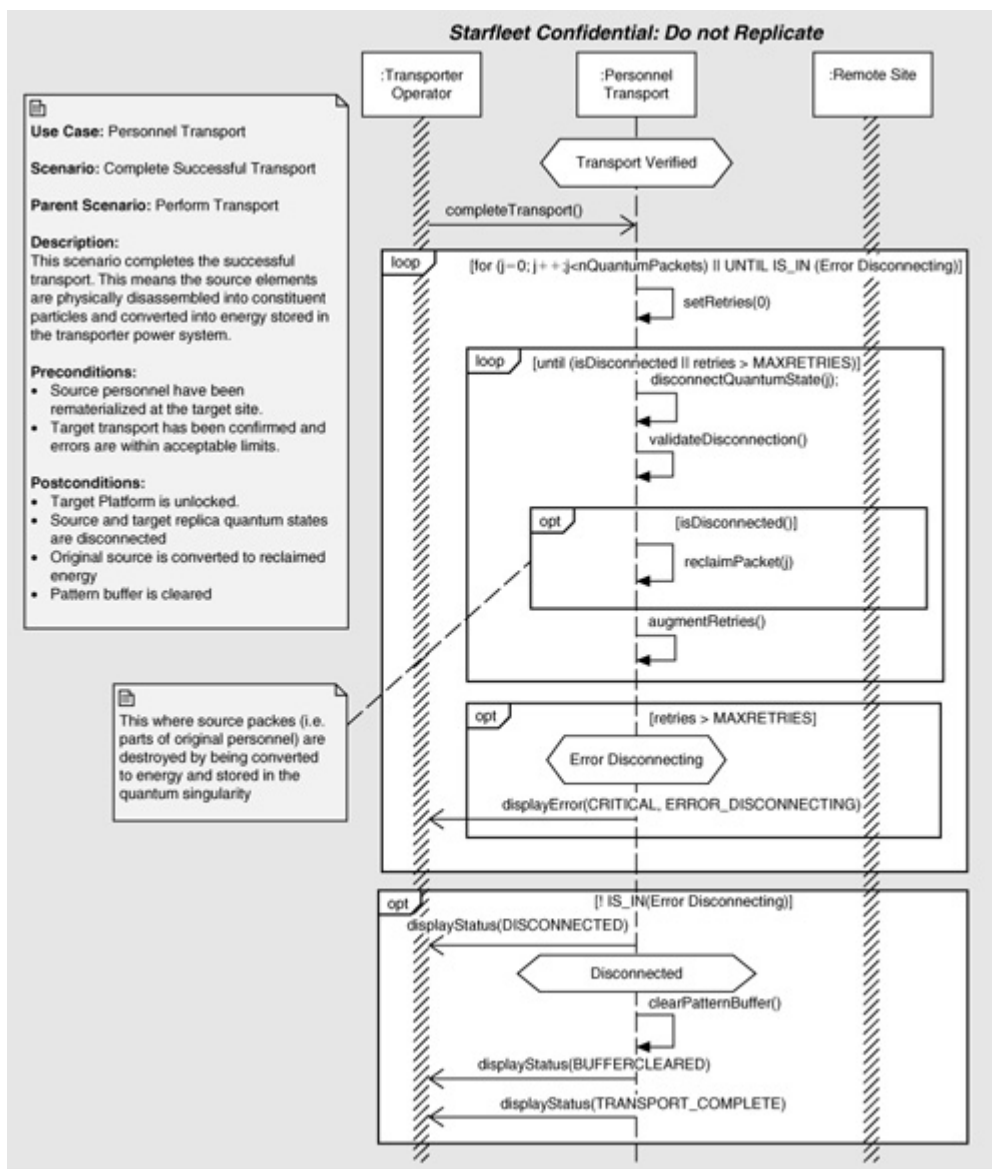 Starfleet Confidential: Do not Replicate
:Transporter
Operator
:Personnel
Transport
:Remote Site
Use Case: Personnel Transport
Scenario: Complete Successful Transport
Parent Scenario: Perform Transport
Description:
This scenario completes the successful
transport. This means the source elements
are physically disassembled into constituent
particles and converted into energy stored in
the transporter power system.
Preconditions:
• Source personnel have been
rematerialized at the target site.
• Target transport has been confirmed and
errors are within acceptable limits.
Postconditions:
• Target Platform is unlocked.
• Source and target replica quantum states
are disconnected
• Original source is converted to reclaimed
energy
• Pattern buffer is cleared
This where source packes (i.e.
parts of original personnel) are
destroyed by being converted
to energy and stored in the
quantum singularity
Transport Verified
completeTransport()
loop
[for (j=0; j++;j<nQuantumPackets) || UNTIL IS_IN (Error Disconnecting)]
setRetries(0)
loop
[until (isDisconnected || retries > MAXRETRIES)]
disconnectQuantumState(j);
validateDisconnection()
opt
[isDisconnected()]
reclaimPacket(j)
augmentRetries()
opt
[retries > MAXRETRIES]
Error Disconnecting
displayError(CRITICAL, ERROR_DISCONNECTING)
opt
[! IS_IN(Error Disconnecting)]
displayStatus(DISCONNECTED)
Disconnected
clearPatternBuffer()
displayStatus(BUFFERCLEARED)
displayStatus(TRANSPORT_COMPLETE)